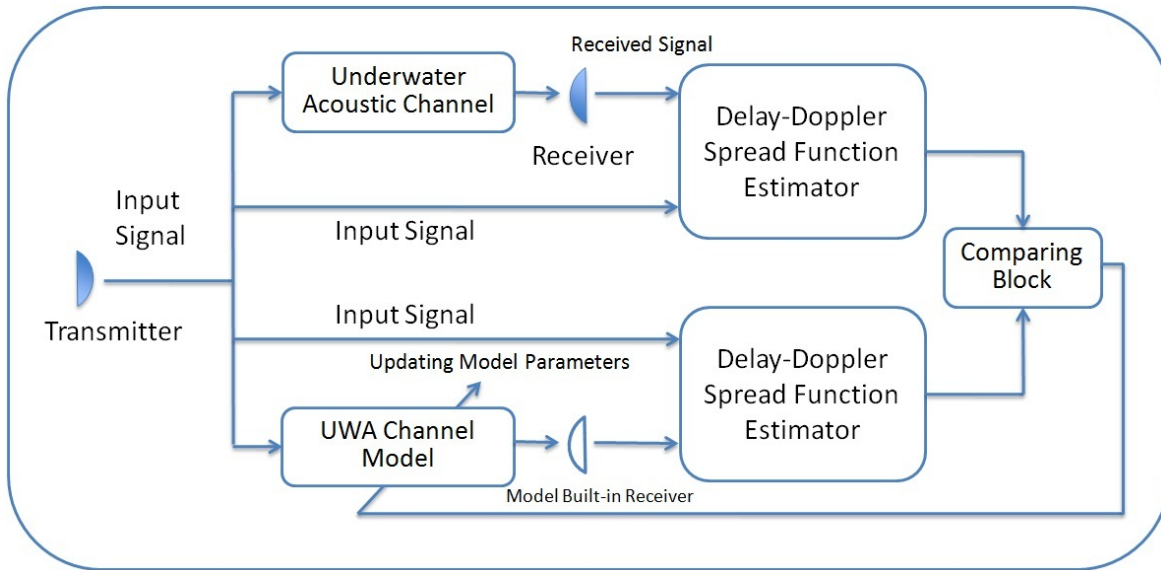 Received Signal
Underwater
Acoustic Channel
Receiver
Delay-Doppler
Spread Function
Estimator
Input
Signal
Input Signal
Transmitter
Comparing
Block
Input Signal
Updating Model Parameters
UWA Channel
Model
Model Built-in Receiver
Delay-Doppler
Spread Function
Estimator